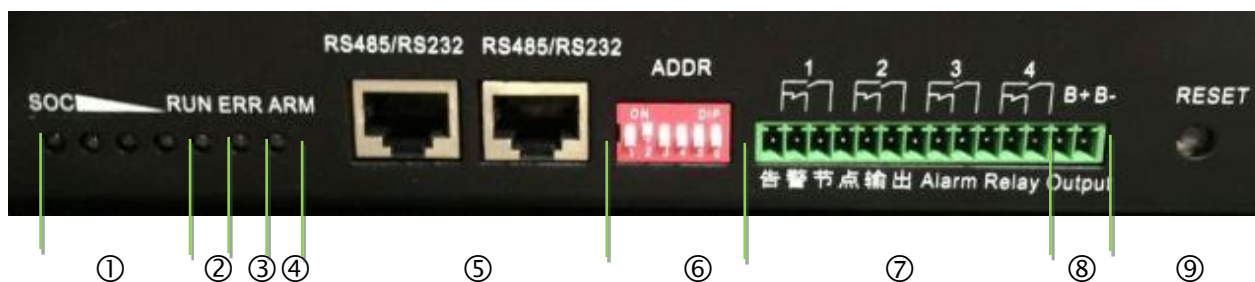 RS485/RS232 RS485/RS232
ADDR
1 2 3 4
SOC RUN ERR ARM
B+ B-
RESET
ON DIP
1 2 3 4 5 6
告警节点输出 Alarm Relay Output
① ② ③ ④ ⑤ ⑥ ⑦ ⑧ ⑨